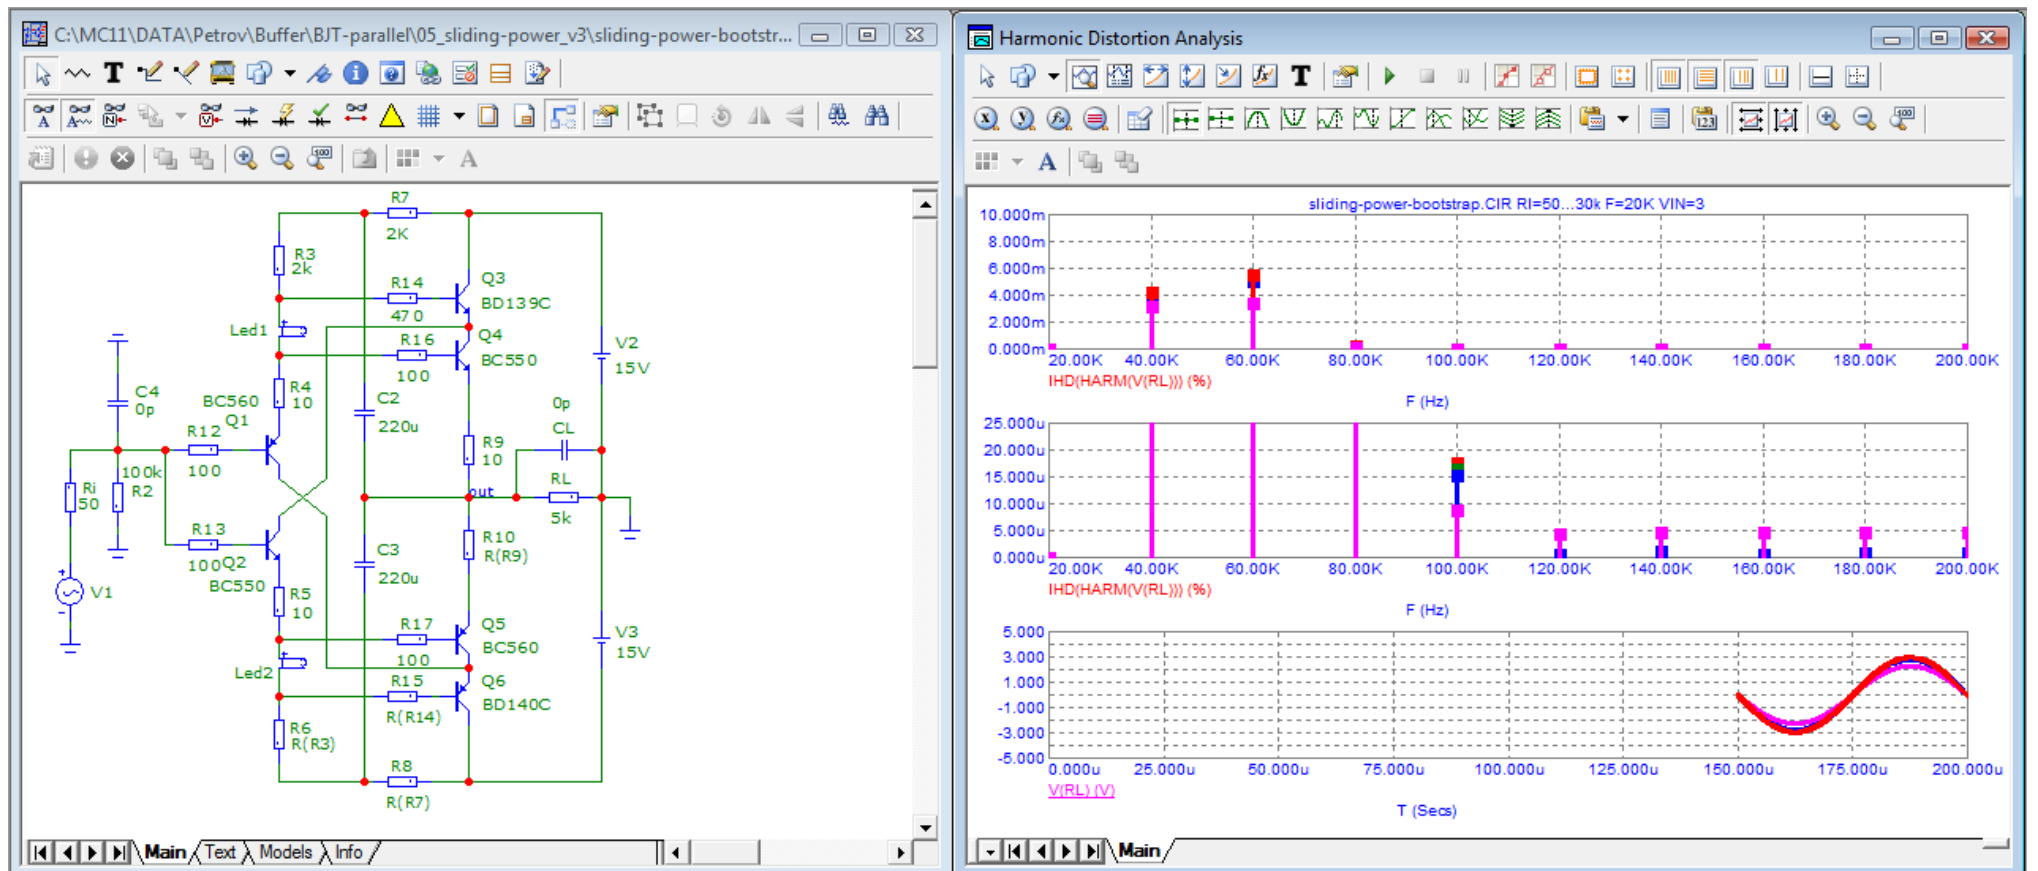 C:\MC11\DATA\Petrov\Buffer\BJT-parallel\05_sliding-power_v3\sliding-power-bootstr...
R7
2K
R3
2k
R14
470
Q3
BD139C
Led1
R16
100
Q4
BC550
V2
15V
C4
0p
R4
10
C2
220u
BC560
Q1
R12
100
0p
CL
R9
10
100k
R2
Ri
50
RL
5k
out
R13
100
Q2
BC550
R10
R(R9)
C3
220u
V1
R5
10
R17
100
Q5
BC560
V3
15V
Led2
R15
R(R14)
Q6
BD140C
R6
R(R3)
R8
R(R7)
Main
Text
Models
Info
Harmonic Distortion Analysis
sliding-power-bootstrap.CIR RI=50...30k F=20K VIN=3
10.000m
8.000m
6.000m
4.000m
2.000m
0.000m
20.00K 40.00K 60.00K 80.00K 100.00K 120.00K 140.00K 160.00K 180.00K 200.00K
IHD(HARM(V(RL))) (%)
F (Hz)
25.000u
20.000u
15.000u
10.000u
5.000u
0.000u
20.00K 40.00K 60.00K 80.00K 100.00K 120.00K 140.00K 160.00K 180.00K 200.00K
IHD(HARM(V(RL))) (%)
F (Hz)
5.000
3.000
1.000
-1.000
-3.000
-5.000
0.000u 25.000u 50.000u 75.000u 100.000u 125.000u 150.000u 175.000u 200.000u
V(RL) (V)
T (Secs)
Main